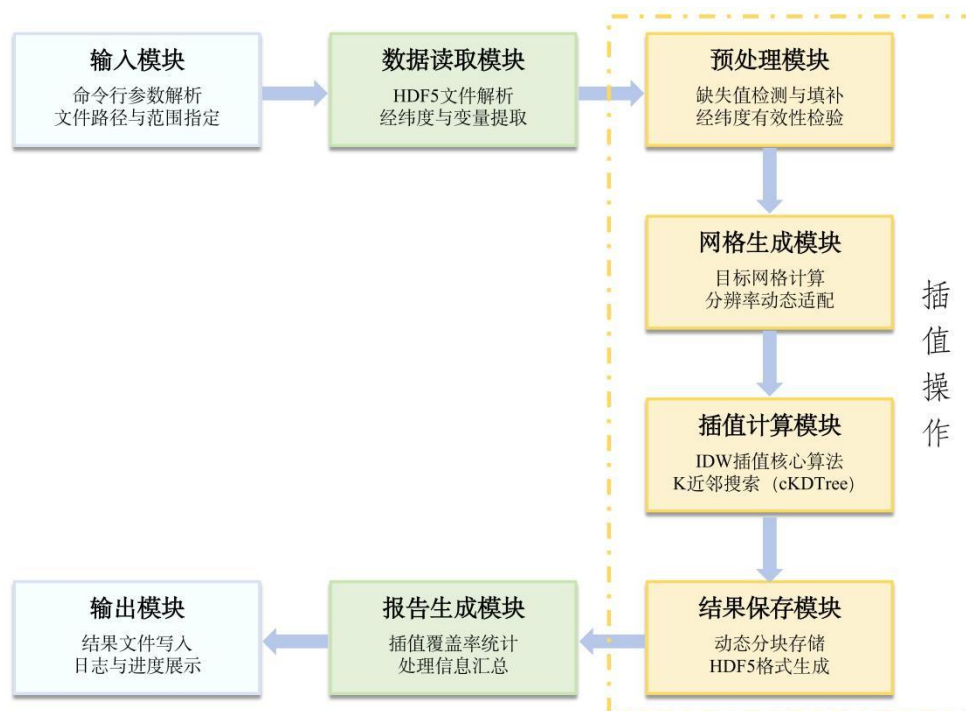 输入模块
命令行参数解析
文件路径与范围指定
数据读取模块
HDF5文件解析
经纬度与变量提取
预处理模块
缺失值检测与填补
经纬度有效性检验
网格生成模块
目标网格计算
分辨率动态适配
插值操作
插值计算模块
IDW插值核心算法
K近邻搜索（cKDTree）
结果保存模块
动态分块存储
HDF5格式生成
报告生成模块
插值覆盖率统计
处理信息汇总
输出模块
结果文件写入
日志与进度展示